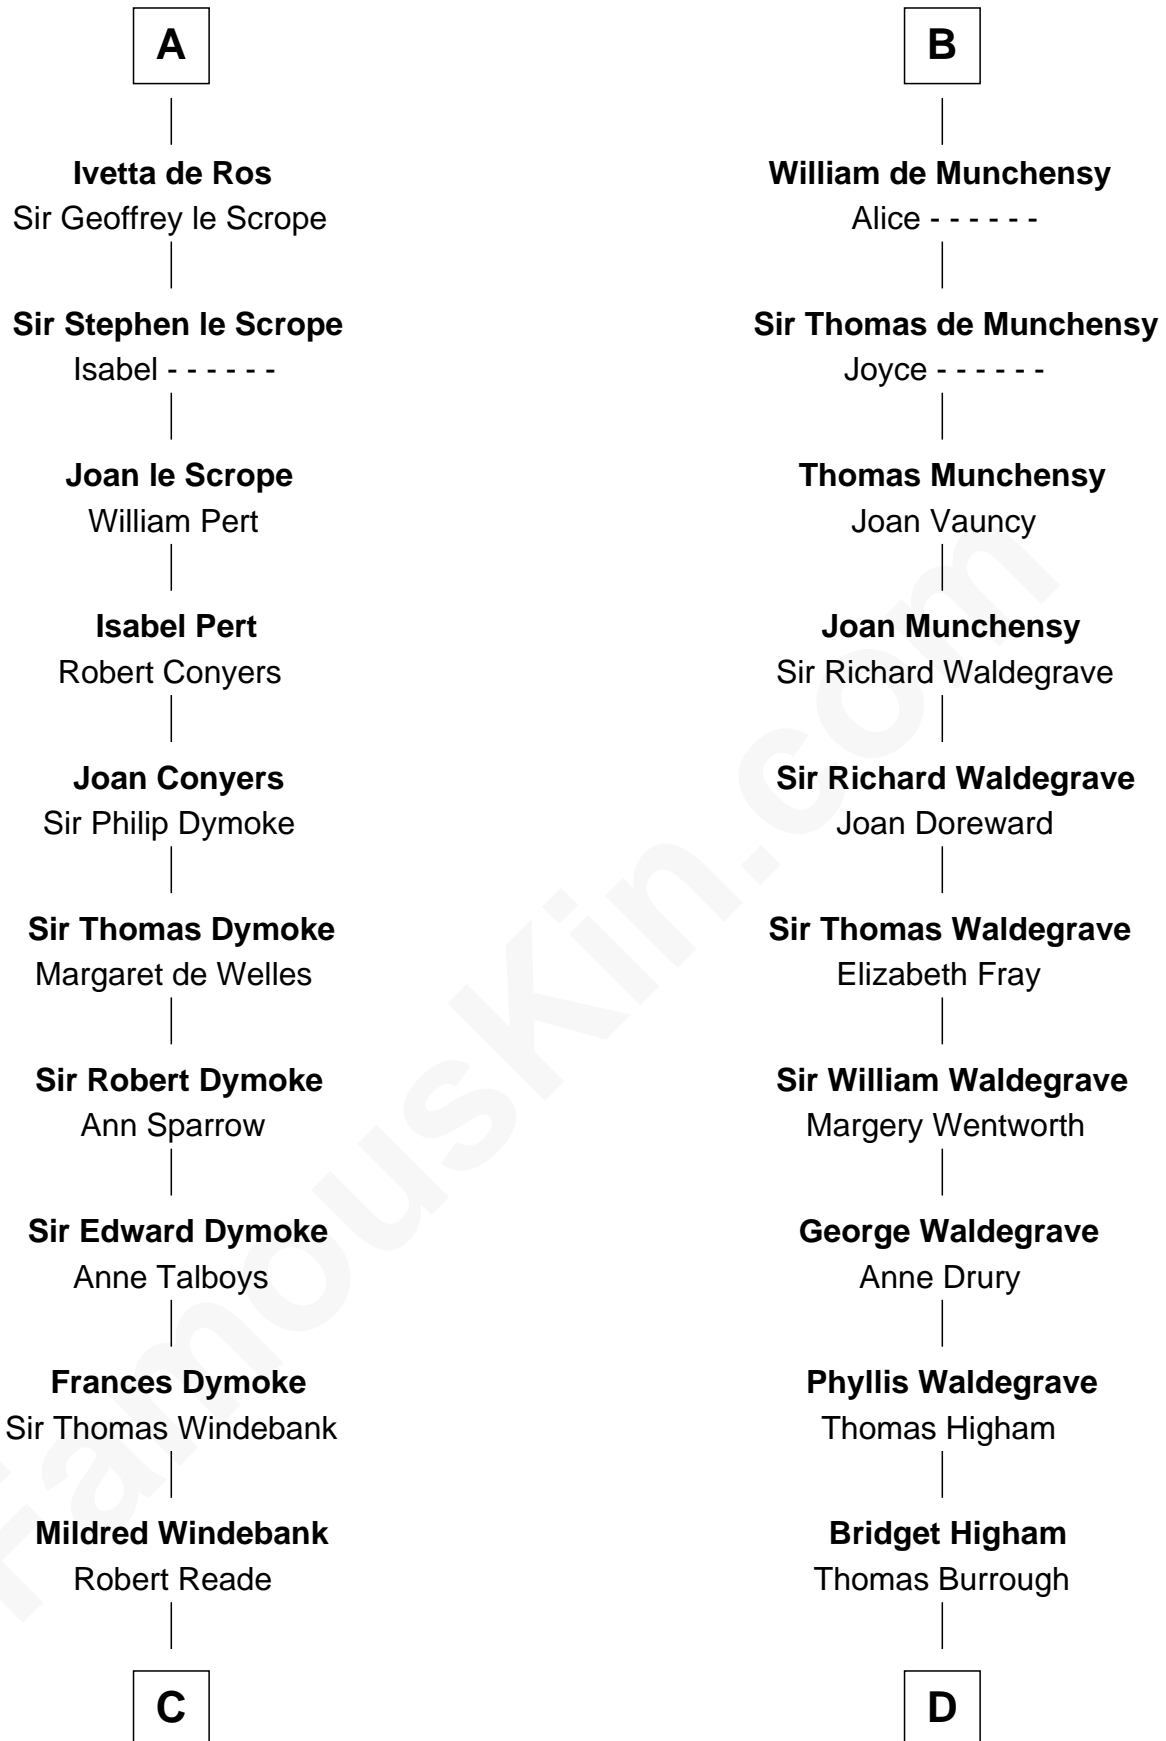 A
Ivetta de Ros
Sir Geoffrey le Scrope
Sir Stephen le Scrope
Isabel - - - - - -
Joan le Scrope
William Pert
Isabel Pert
Robert Conyers
Joan Conyers
Sir Philip Dymoke
Sir Thomas Dymoke
Margaret de Welles
Sir Robert Dymoke
Ann Sparrow
Sir Edward Dymoke
Anne Talboys
Frances Dymoke
Sir Thomas Windebank
Mildred Windebank
Robert Reade
C
B
William de Munchensy
Alice - - - - - -
Sir Thomas de Munchensy
Joyce - - - - - -
Thomas Munchensy
Joan Vauncy
Joan Munchensy
Sir Richard Waldegrave
Sir Richard Waldegrave
Joan Doreward
Sir Thomas Waldegrave
Elizabeth Fray
Sir William Waldegrave
Margery Wentworth
George Waldegrave
Anne Drury
Phyllis Waldegrave
Thomas Higham
Bridget Higham
Thomas Burrough
D
FamousKin.com